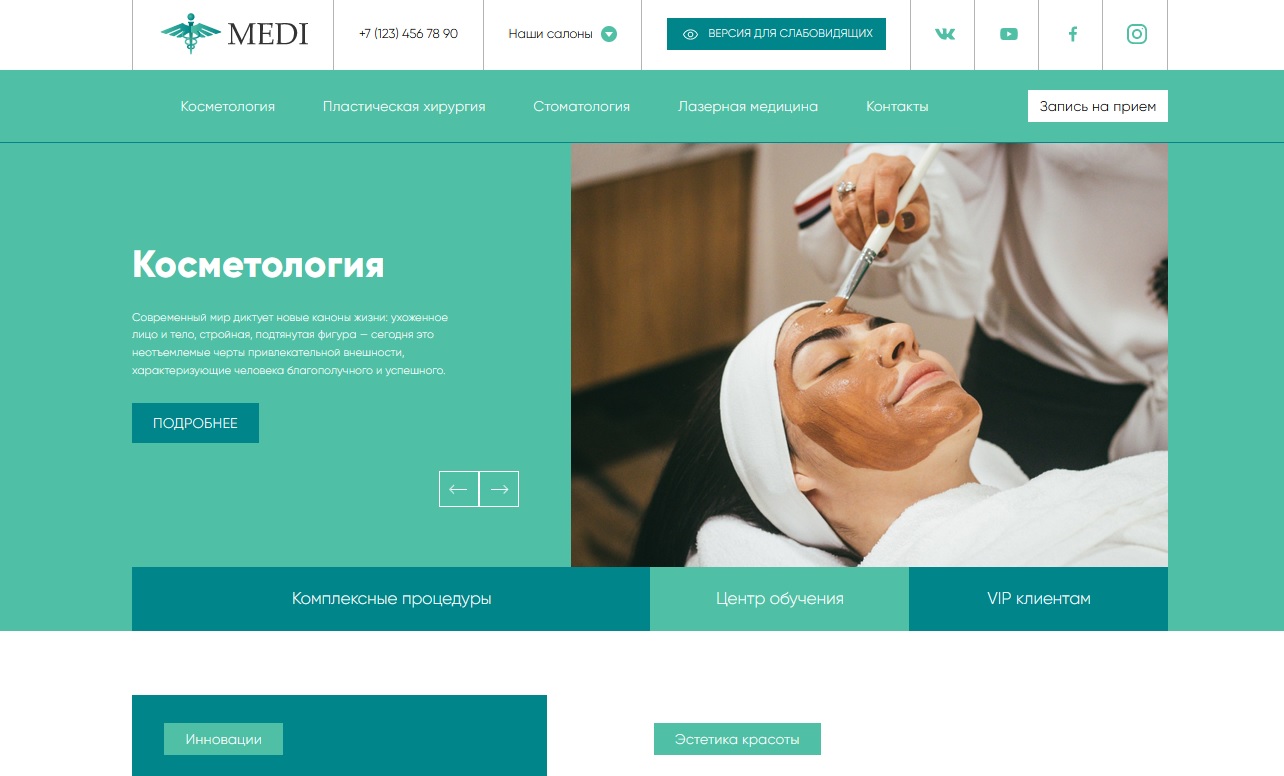 MEDI
+7 (123) 456 78 90
Наши салоны
ВЕРСИЯ ДЛЯ СЛАБОВИДЯЩИХ
Косметология
Пластическая хирургия
Стоматология
Лазерная медицина
Контакты
Запись на прием
Косметология
Современный мир диктует новые каноны жизни: ухоженное
лицо и тело, стройная, подтянутая фигура — сегодня это
неотъемлемые черты привлекательной внешности,
характеризующие человека благополучного и успешного.
ПОДРОБНЕЕ
Комплексные процедуры
Центр обучения
VIP клиентам
Инновации
Эстетика красоты